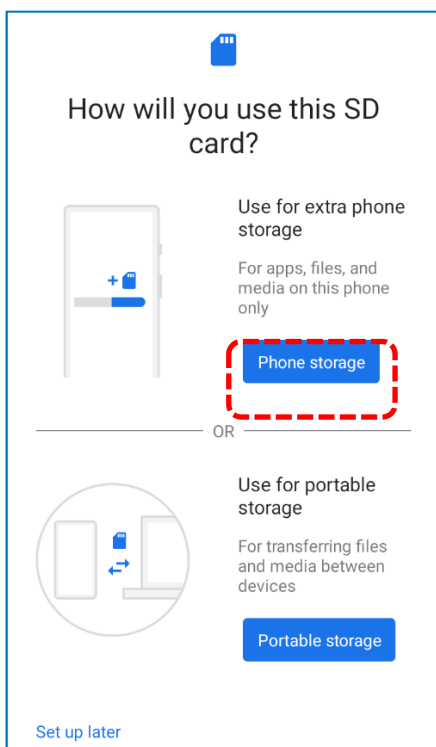 How will you use this SD
card?
Use for extra phone
storage
For apps, files, and
media on this phone
only
Phone storage
OR
Use for portable
storage
For transferring files
and media between
devices
Portable storage
Set up later